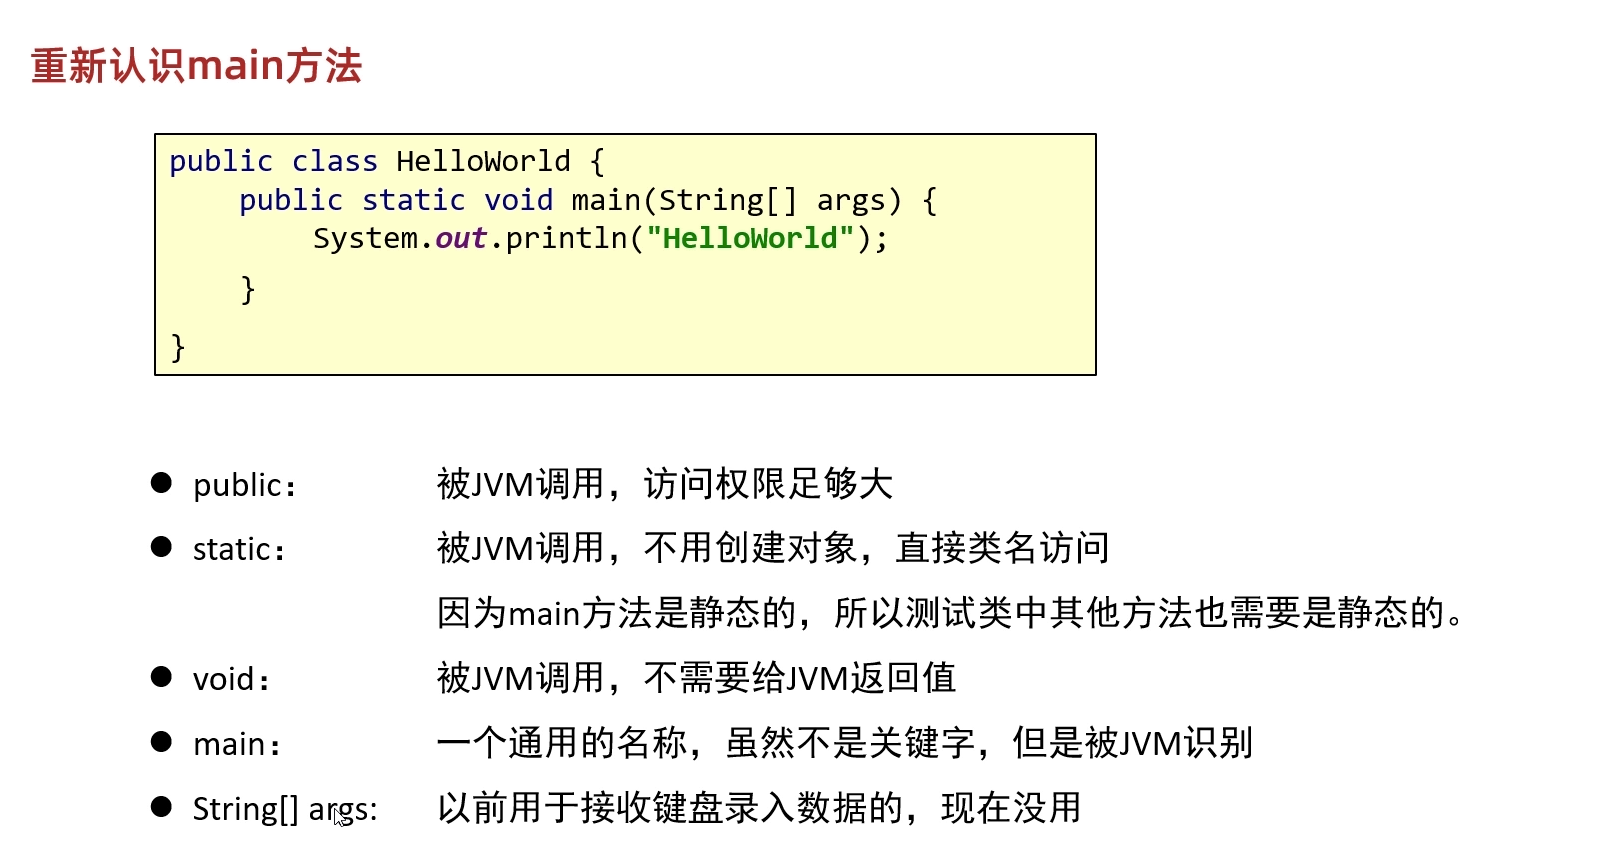 重新认识main方法
public class HelloWorld {
public static void main(String[] args) {
System.out.println("HelloWorld");
}
}
● public： 被JVM调用，访问权限足够大
● static： 被JVM调用，不用创建对象，直接类名访问
因为main方法是静态的，所以测试类中其他方法也需要是静态的。
● void： 被JVM调用，不需要给JVM返回值
● main： 一个通用的名称，虽然不是关键字，但是被JVM识别
● String[] args: 以前用于接收键盘录入数据的，现在没用